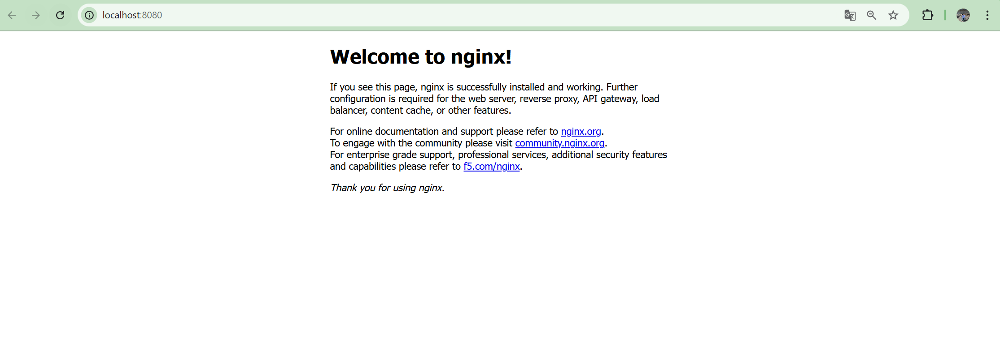 localhost:8080
Welcome to nginx!
If you see this page, nginx is successfully installed and working. Further
configuration is required for the web server, reverse proxy, API gateway, load
balancer, content cache, or other features.
For online documentation and support please refer to nginx.org.
To engage with the community please visit community.nginx.org.
For enterprise grade support, professional services, additional security features
and capabilities please refer to f5.com/nginx.
Thank you for using nginx.